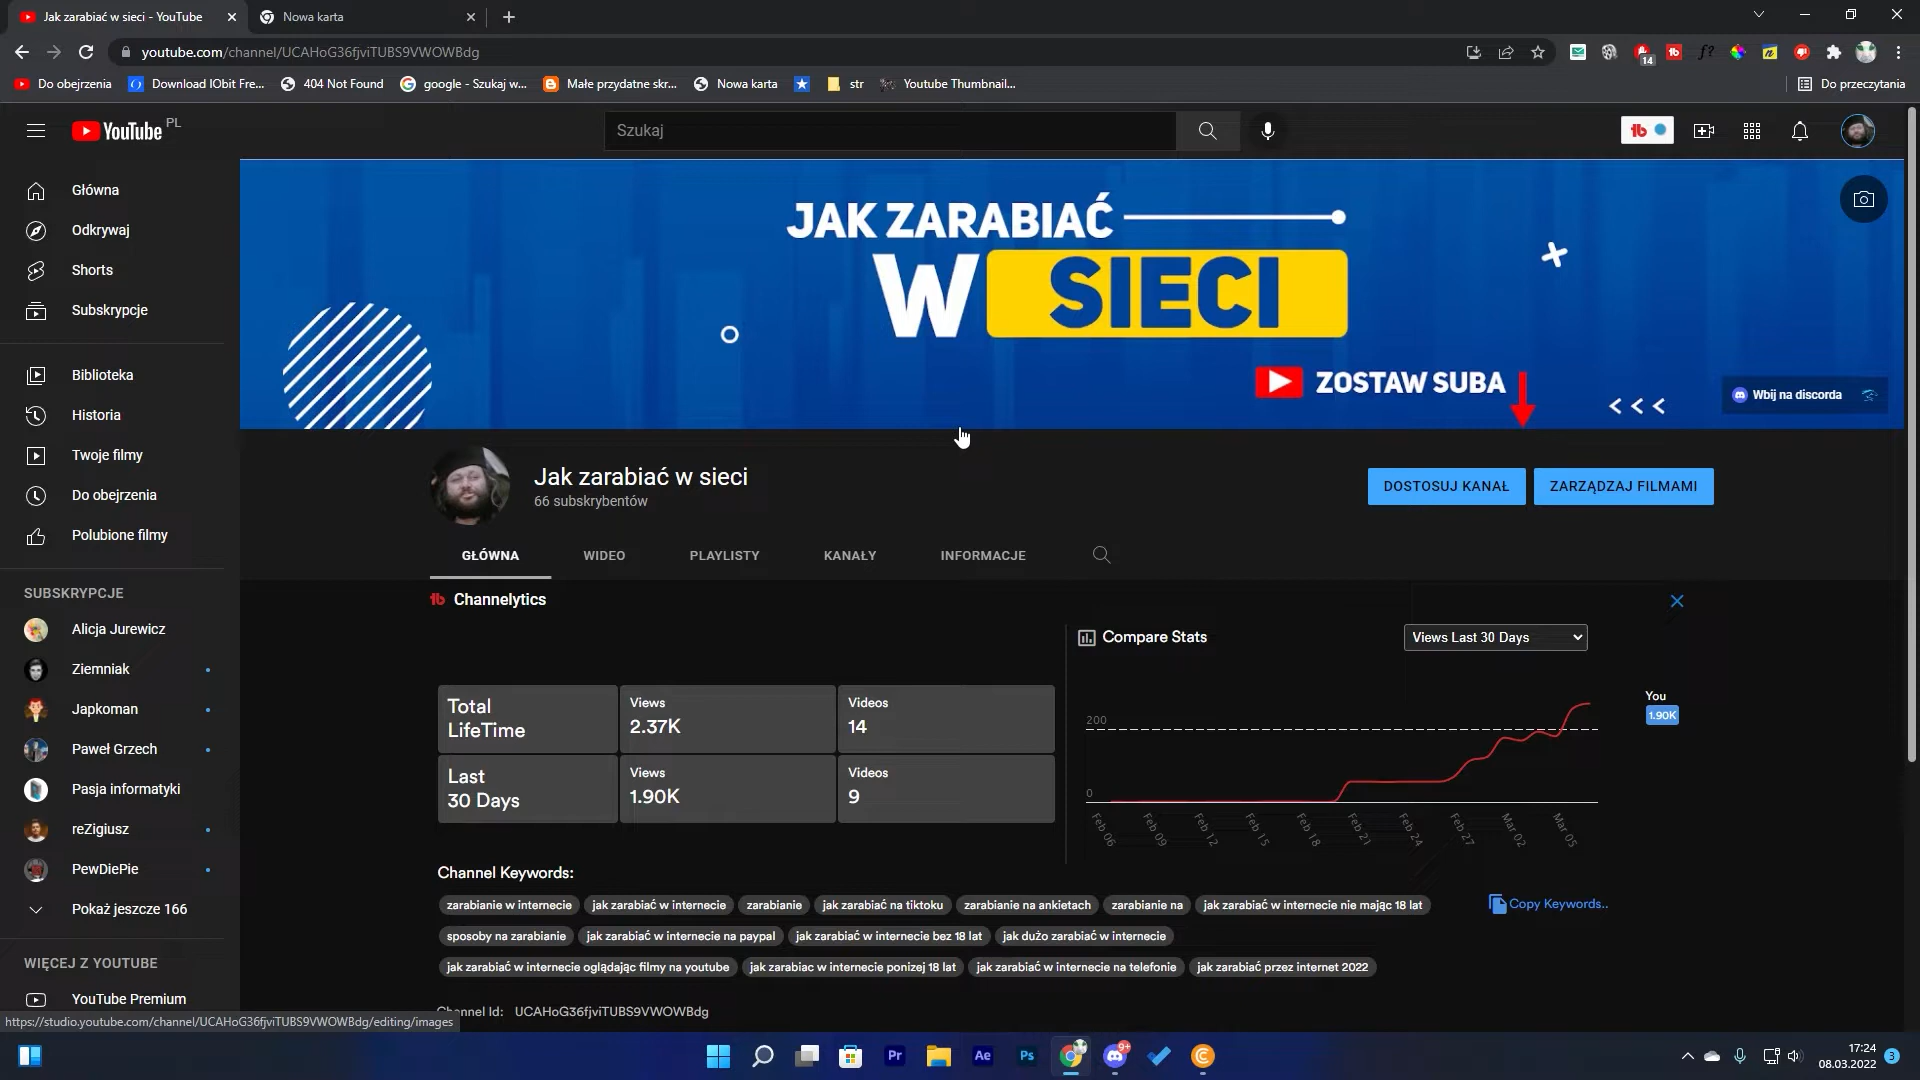 Jak zarabiać w sieci - YouTube
Nowa karta
youtube.com/channel/UCAHoG36fjviTUBS9VWOWBdg
14
Do obejrzenia
Download IObit Fre...
404 Not Found
google - Szukaj w...
Małe przydatne skr...
Nowa karta
str
Youtube Thumbnail...
Do przeczytania
YouTube PL
Szukaj
Główna
Odkrywaj
Shorts
Subskrypcje
Biblioteka
Historia
Twoje filmy
Do obejrzenia
Polubione filmy
SUBSKRYPCJE
Alicja Jurewicz
Ziemniak
Japkoman
Paweł Grzech
Pasja informatyki
reZigiusz
PewDiePie
Pokaż jeszcze 166
WIĘCEJ Z YOUTUBE
YouTube Premium
https://studio.youtube.com/channel/UCAHoG36fjviTUBS9VWOWBdg/editing/images
JAK ZARABIAĆ
W SIECI
ZOSTAW SUBA
Wbij na discorda
Jak zarabiać w sieci
66 subskrybentów
DOSTOSUJ KANAŁ
ZARZĄDZAJ FILMAMI
GŁÓWNA
WIDEO
PLAYLISTY
KANAŁY
INFORMACJE
Channelytics
Total
LifeTime
Views
2.37K
Videos
14
Last
30 Days
Views
1.90K
Videos
9
Compare Stats
Views Last 30 Days
You
1.90K
200
0
Feb 06
Feb 09
Feb 12
Feb 15
Feb 18
Feb 21
Feb 24
Feb 27
Mar 02
Mar 05
Channel Keywords:
zarabianie w internecie
jak zarabiać w internecie
zarabianie
jak zarabiać na tiktoku
zarabianie na ankietach
zarabianie na
jak zarabiać w internecie nie mając 18 lat
Copy Keywords..
sposoby na zarabianie
jak zarabiać w internecie na paypal
jak zarabiać w internecie bez 18 lat
jak dużo zarabiać w internecie
jak zarabiać w internecie oglądając filmy na youtube
jak zarabiac w internecie ponizej 18 lat
jak zarabiać w internecie na telefonie
jak zarabiać przez internet 2022
Channel Id: UCAHoG36fjviTUBS9VWOWBdg
Pr
Ae
Ps
9+
17:24
08.03.2022
3